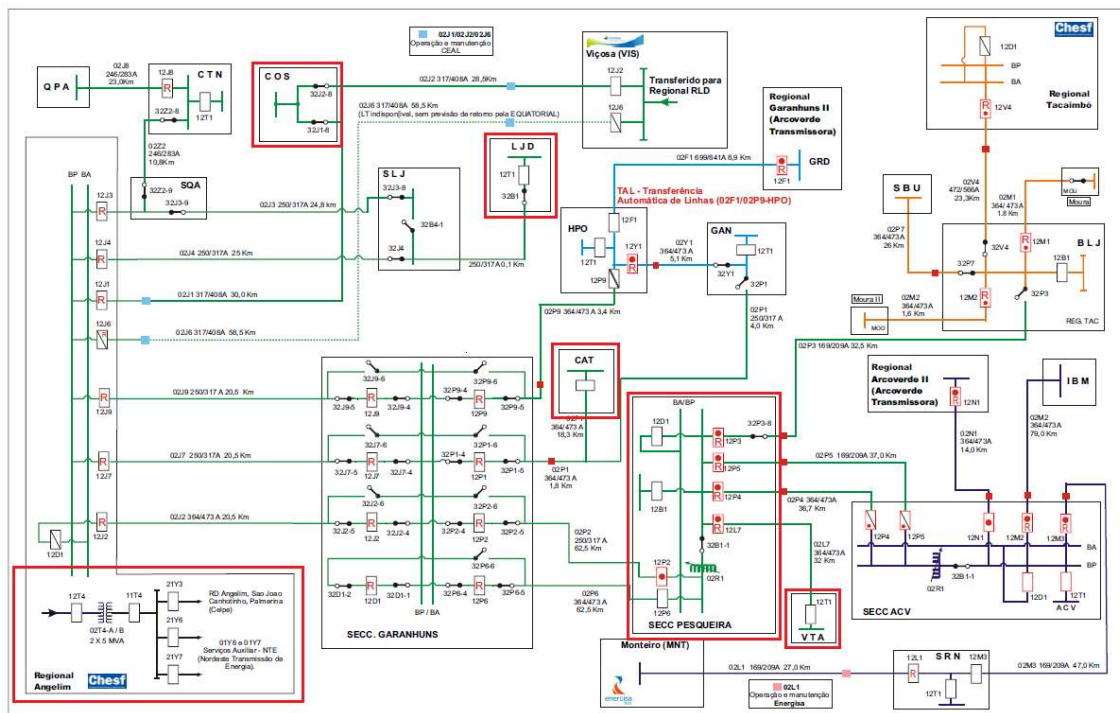 02J1/02J2/02J6
Operação e manutenção
CEAL
Viçosa (VIS)
Transferido para
Regional RLD
12J2
12J6
02J2 317/408A 28,5Km
02J6 317/408A 58,5 Km
(LT indisponível, sem previsão de retorno pela EQUATORIAL)
QPA
02J8
246/283A
23,0Km
CTN
12J8
R
12T1
32Z2-8
02Z2
246/283A
10,8Km
COS
32J2-8
32J1-8
LJD
12T1
32B1
Regional
Garanhuns II
(Arcoverde
Transmissora)
02F1 699/841A 8,9 Km
R
12F1
GRD
Chesf
Regional
Tacaimbó
12D1
BP
BA
R
12V4
BP BA
12J3
R
32Z2-9
SQA
32J3-9
02J3 250/317A 24,8 km
SLJ
32J3-8
32B4-1
32J4
12J4
R
02J4 250/317A 25 Km
250/317A 0,1 Km
12J1
R
02J1 317/408A 30,0 Km
12J6
R
02J6 317/408A 58,5 Km
TAL - Transferência
Automática de Linhas (02F1/02P9-HPO)
HPO
12F1
12T1
12Y1
R
12P9
02Y1
364/473 A
5,1 Km
GAN
12T1
32Y1
32P1
02P9 364/473 A 3,4 Km
02P1
250/317 A
4,0 Km
02V4
472/566A
23,3Km
02M1
364/473A
1,8 Km
MOU
Moura
SBU
02P7
364/473A
26 Km
32V4
R
12M1
BLJ
32P7
12B1
R
12M2
32P3
REG. TAC
Moura II
MOD
02M2
364/473A
1,6 Km
02P3 169/209A 32,5 Km
02J9 250/317 A 20,5 Km
R
12J9
32J9-6
32P9-6
32J9-5
R
12J9
32J9-4
32P9-4
R
12P9
32P9-5
CAT
364/473 A
18,3 Km
02J7 250/317A 20,5 Km
R
12J7
32J7-6
32P1-6
32J7-5
R
12J7
32J7-4
32P1-4
R
12P1
32P1-5
02P1
364/473 A
1,8 Km
02J2 364/473 A 20,5 Km
R
12J2
12D1
32J2-6
32P2-6
32J2-5
R
12J2
32J2-4
32P2-4
R
12P2
32P2-5
02P2
250/317 A
62,5 Km
32P6-6
32D1-2
R
12D1
32D1-1
32P6-4
R
12P6
32P6-5
02P6
364/473 A
62,5 Km
SECC. GARANHUNS
BP / BA
BA/BP
12D1
R
12P3
32P3-8
R
12P5
R
12P4
12B1
R
12L7
32B1-1
12P2
R
12P6
02R1
SECC PESQUEIRA
02P5 169/209A 37,0 Km
02P4 364/473A
36,7 Km
02L7
364/473A
32 Km
12T1
VTA
Regional
Arcoverde II
(Arcoverde
Transmissora)
R
12N1
02N1
364/473A
14,0 Km
IBM
02M2
364/473A
79,0 Km
12P4
12P5
12N1
12M2
R
12M3
R
BA
BP
02R1
32B1-1
12D1
12T1
ACV
SECC ACV
12T4
11T4
02T4-A / B
2 X 5 MVA
21Y3
RD Angelim, Sao Joao
Canhotinho, Palmerina
(Celpe)
21Y6
01Y6 e 01Y7
Serviços Auxiliar - NTE
(Nordeste Transmissão de
Energia).
21Y7
Regional
Angelim
Chesf
Monteiro (MNT)
energisa
02L1 169/209A 27,0 Km
02L1
Operação e manutenção
Energisa
SRN
12L1
R
12M3
12T1
02M3 169/209A 47,0 Km